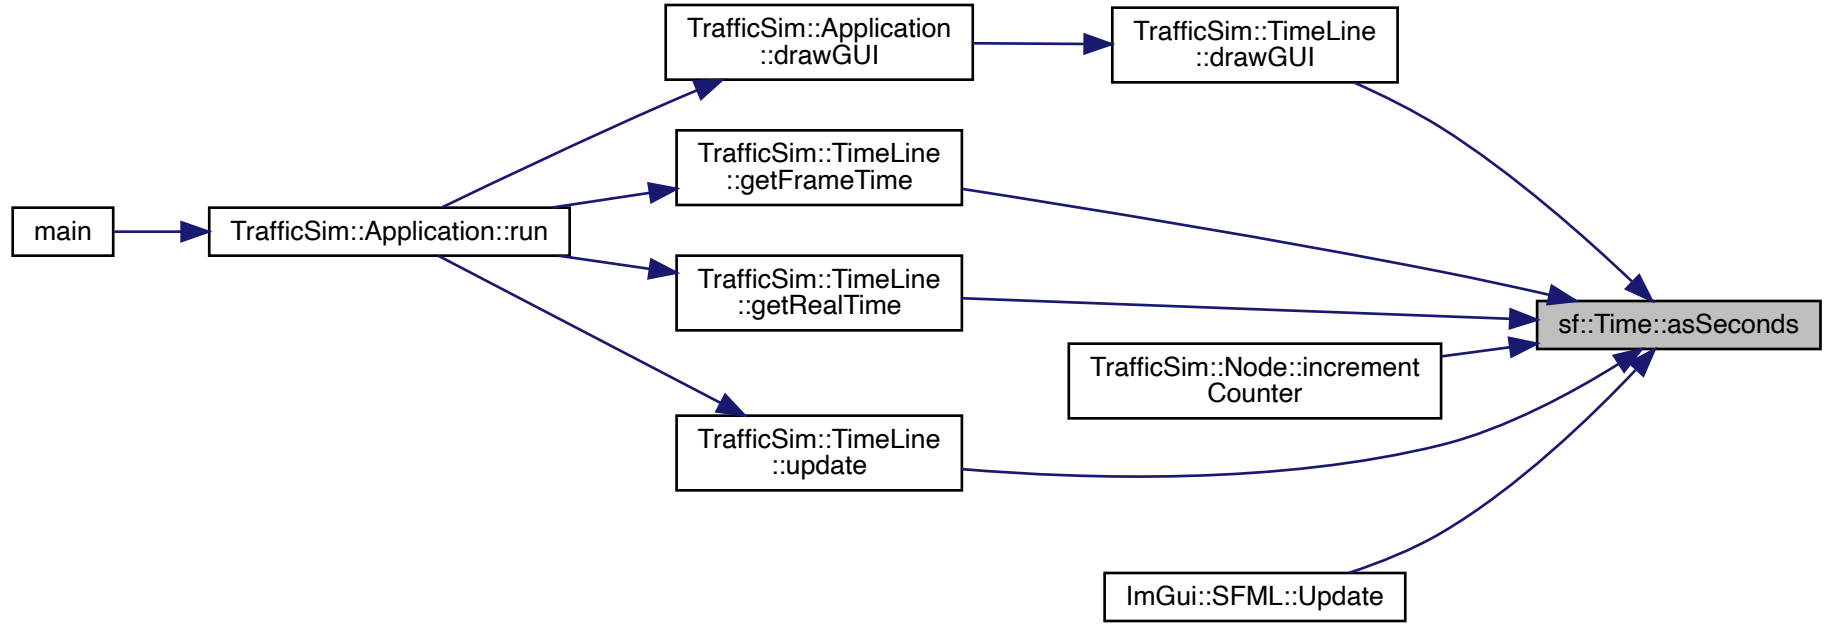 TrafficSim::Application
::drawGUI
TrafficSim::TimeLine
::drawGUI
TrafficSim::TimeLine
::getFrameTime
main
TrafficSim::Application::run
TrafficSim::TimeLine
::getRealTime
sf::Time::asSeconds
TrafficSim::Node::increment
Counter
TrafficSim::TimeLine
::update
ImGui::SFML::Update